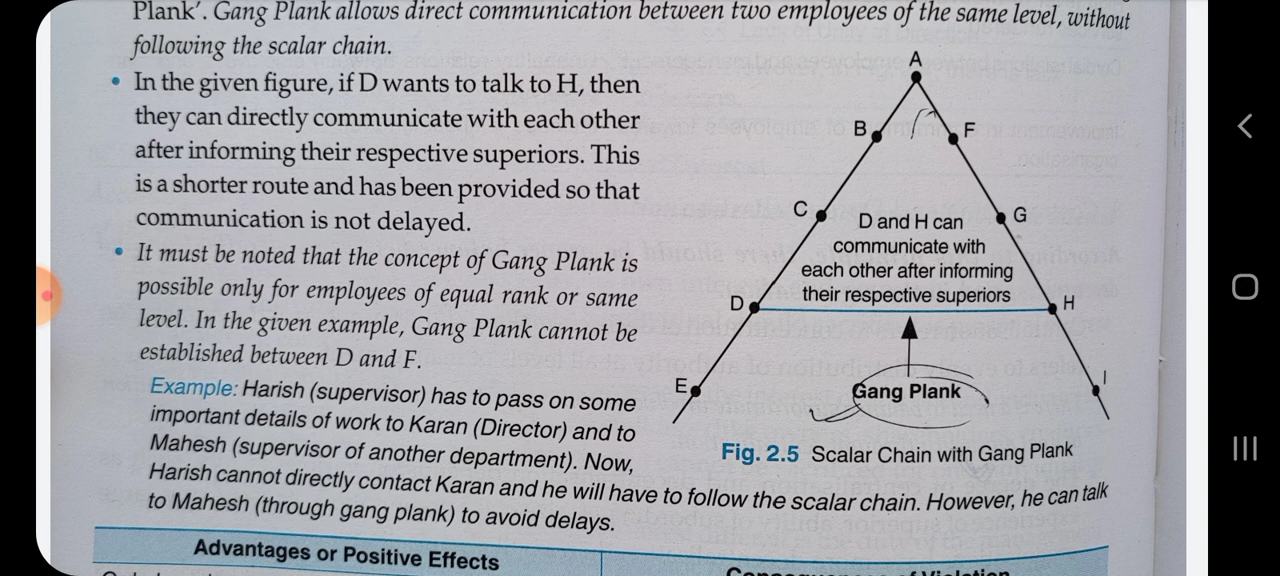 Plank'. Gang Plank allows direct communication between two employees of the same level, without
following the scalar chain.
• In the given figure, if D wants to talk to H, then
they can directly communicate with each other
after informing their respective superiors. This
is a shorter route and has been provided so that
communication is not delayed.
• It must be noted that the concept of Gang Plank is
possible only for employees of equal rank or same
level. In the given example, Gang Plank cannot be
established between D and F.
Example: Harish (supervisor) has to pass on some
important details of work to Karan (Director) and to
Mahesh (supervisor of another department). Now,
Harish cannot directly contact Karan and he will have to follow the scalar chain. However, he can talk
to Mahesh (through gang plank) to avoid delays.
A
B
F
C
G
D and H can
communicate with
each other after informing
their respective superiors
D
H
E
Gang Plank
I
Fig. 2.5 Scalar Chain with Gang Plank
Advantages or Positive Effects